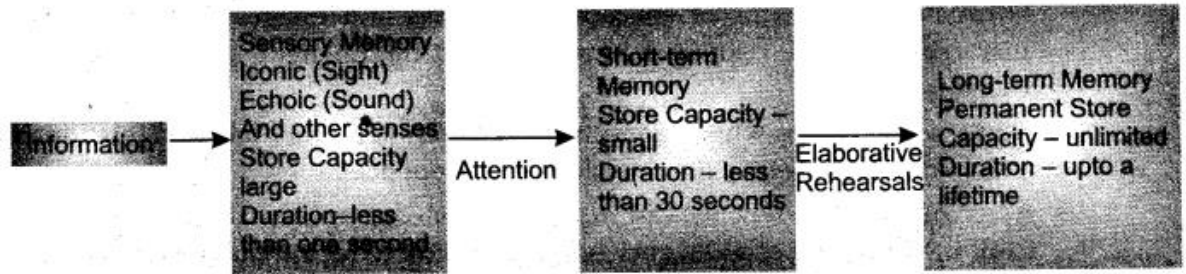 Information
Sensory Memory
Iconic (Sight)
Echoic (Sound)
And other senses
Store Capacity
large
Duration–less
than one second
Attention
Short-term
Memory
Store Capacity –
small
Duration – less
than 30 seconds
Elaborative
Rehearsals
Long-term Memory
Permanent Store
Capacity – unlimited
Duration – upto a
lifetime